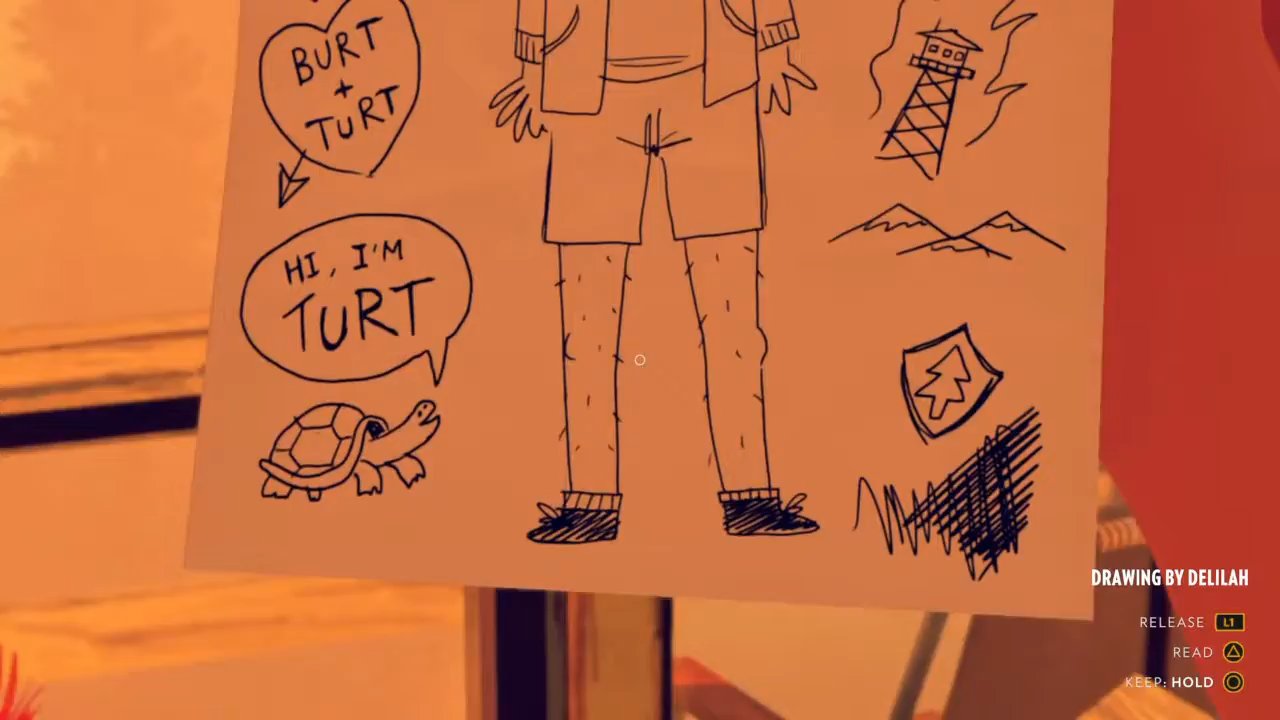 BURT
+
TURT
HI, I'M
TURT
DRAWING BY DELILAH
RELEASE L1
READ
KEEP: HOLD